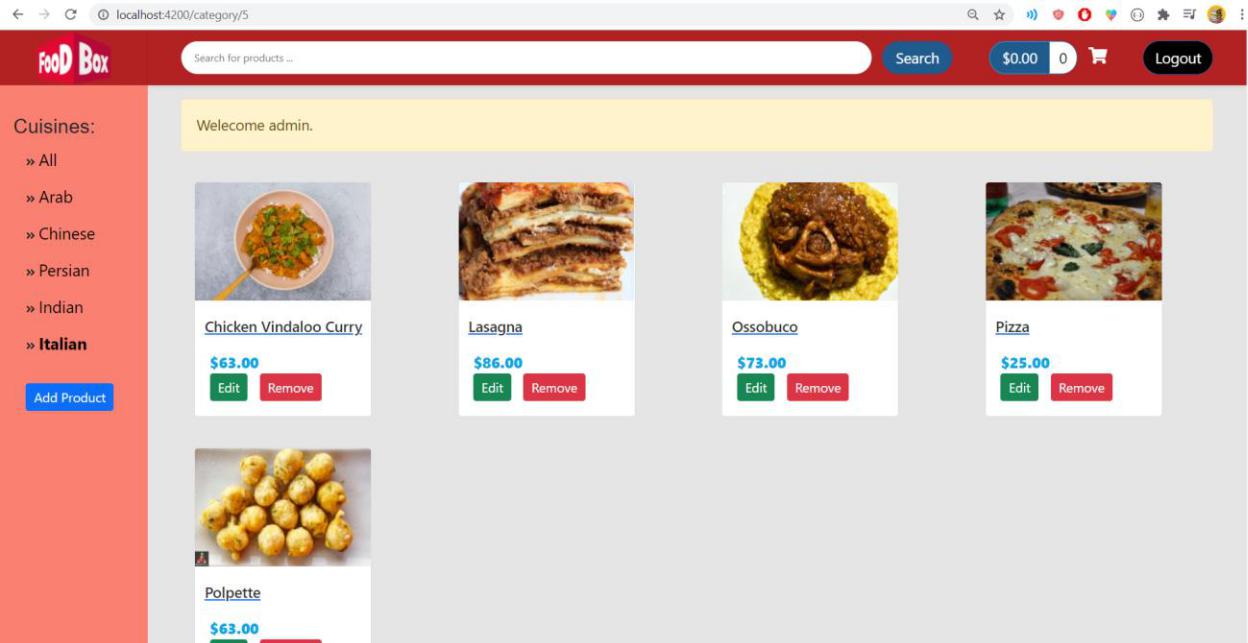 localhost:4200/category/5
FooD Box
Search for products ...
Search
$0.00
0
Logout
Cuisines:
» All
» Arab
» Chinese
» Persian
» Indian
» Italian
Add Product
Welecome admin.
Chicken Vindaloo Curry
$63.00
Edit
Remove
Lasagna
$86.00
Edit
Remove
Ossobuco
$73.00
Edit
Remove
Pizza
$25.00
Edit
Remove
Polpette
$63.00